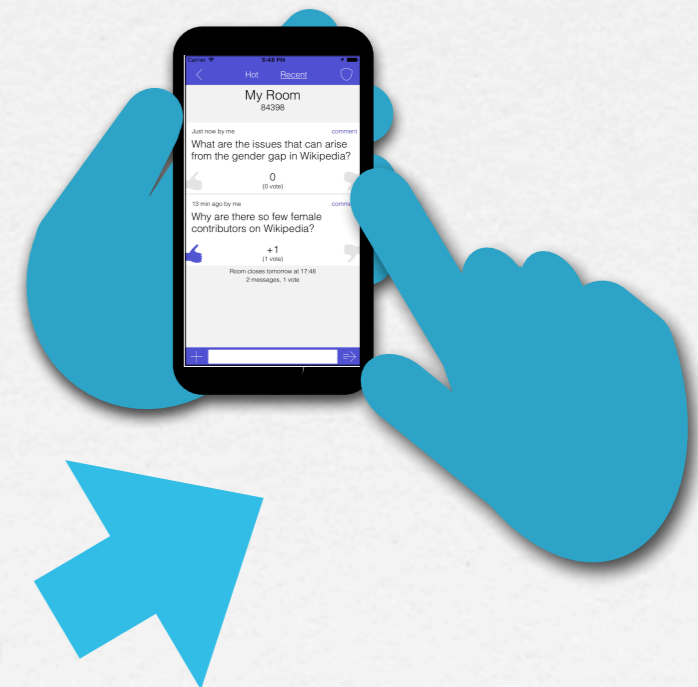 Carrier 5:48 PM
Hot Recent
My Room
84398
Just now by me comment
What are the issues that can arise
from the gender gap in Wikipedia?
0
(0 vote)
13 min ago by me
Why are there so few female
contributors on Wikipedia?
+1
(1 vote)
Room closes tomorrow at 17:48
2 messages, 1 vote